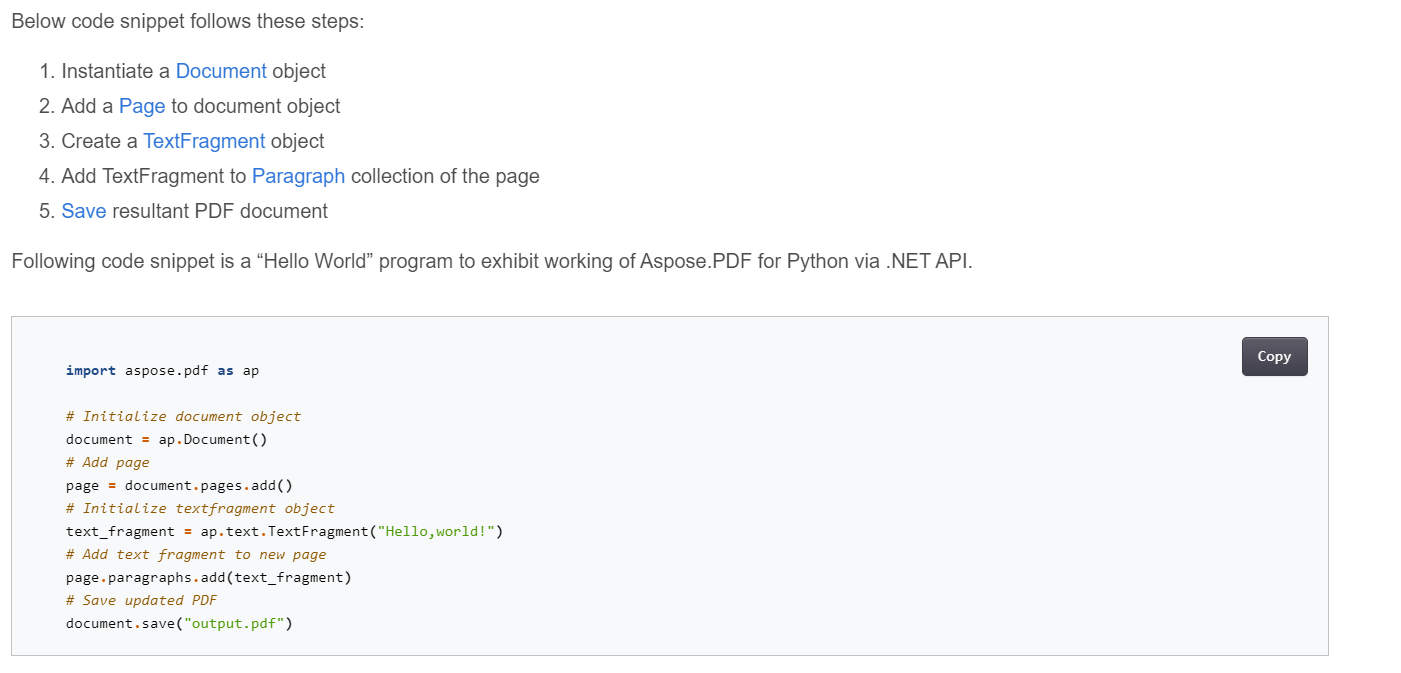 Below code snippet follows these steps:
1. Instantiate a Document object
2. Add a Page to document object
3. Create a TextFragment object
4. Add TextFragment to Paragraph collection of the page
5. Save resultant PDF document
Following code snippet is a “Hello World” program to exhibit working of Aspose.PDF for Python via .NET API.
Copy
import aspose.pdf as ap
# Initialize document object
document = ap.Document()
# Add page
page = document.pages.add()
# Initialize textfragment object
text_fragment = ap.text.TextFragment("Hello,world!")
# Add text fragment to new page
page.paragraphs.add(text_fragment)
# Save updated PDF
document.save("output.pdf")